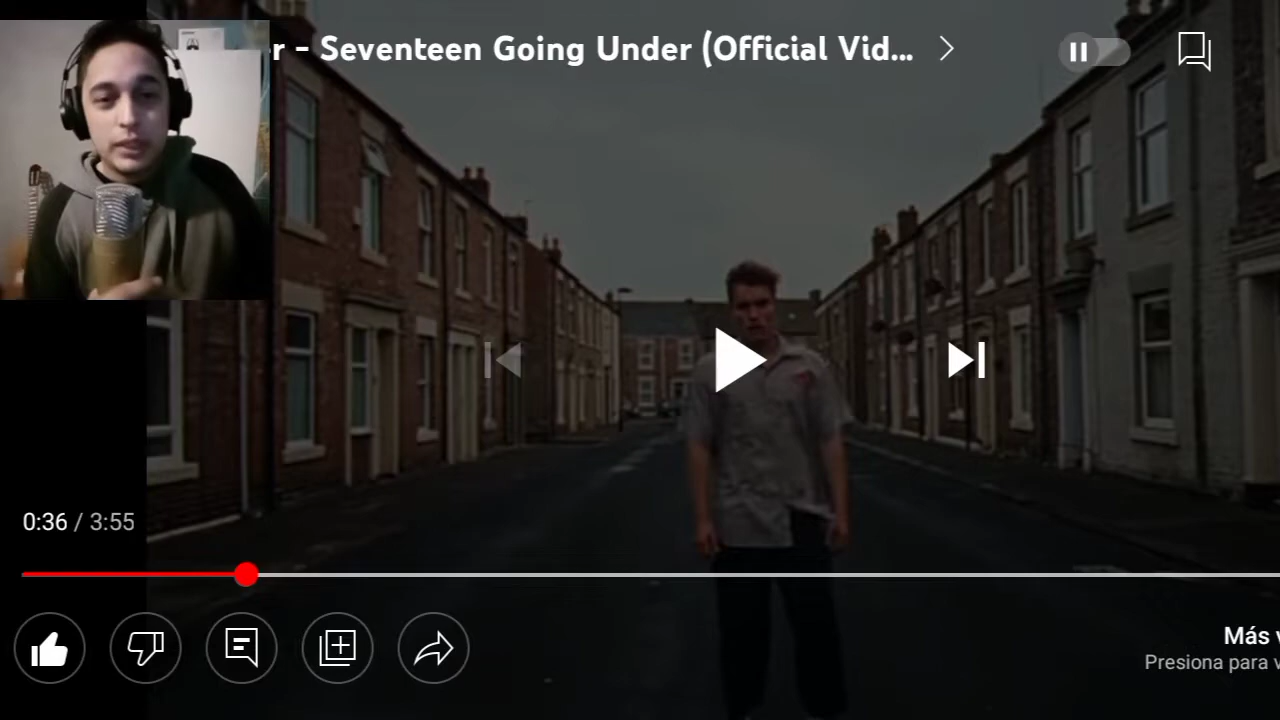 r - Seventeen Going Under (Official Vid...
0:36 / 3:55
Más v
Presiona para v